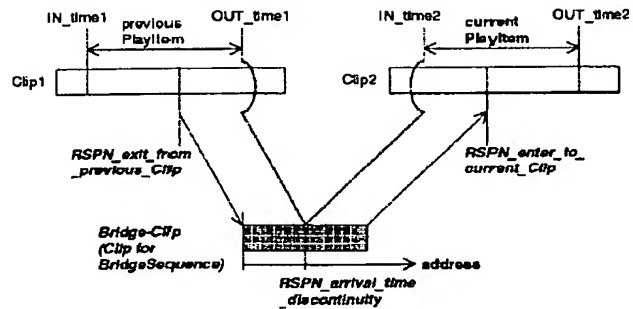 IN_time1
previous
PlayItem
OUT_time1
IN_time2
current
PlayItem
OUT_time2
Clip1
Clip2
RSPN_exit_from
_previous_Clip
RSPN_enter_to_
current_Clip
Bridge-Clip
(Clip for
BridgeSequence)
address
RSPN_arrival_time
_discontinuity